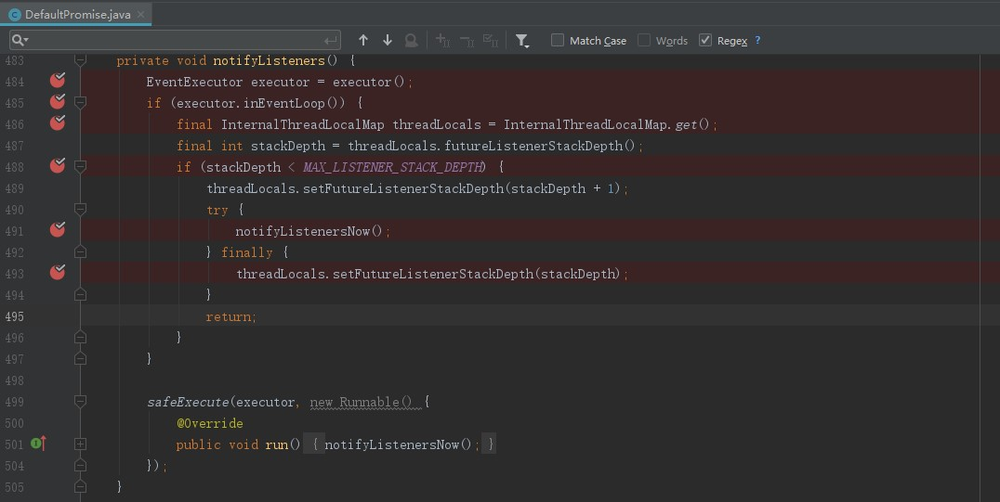 DefaultPromise.java
Match Case Words Regex ?
483 private void notifyListeners() {
484 EventExecutor executor = executor();
485 if (executor.inEventLoop()) {
486 final InternalThreadLocalMap threadLocals = InternalThreadLocalMap.get();
487 final int stackDepth = threadLocals.futureListenerStackDepth();
488 if (stackDepth < MAX_LISTENER_STACK_DEPTH) {
489 threadLocals.setFutureListenerStackDepth(stackDepth + 1);
490 try {
491 notifyListenersNow();
492 } finally {
493 threadLocals.setFutureListenerStackDepth(stackDepth);
494 }
495 return;
496 }
497 }
498
499 safeExecute(executor, new Runnable() {
500 @Override
501 public void run() { notifyListenersNow(); }
504 });
505 }